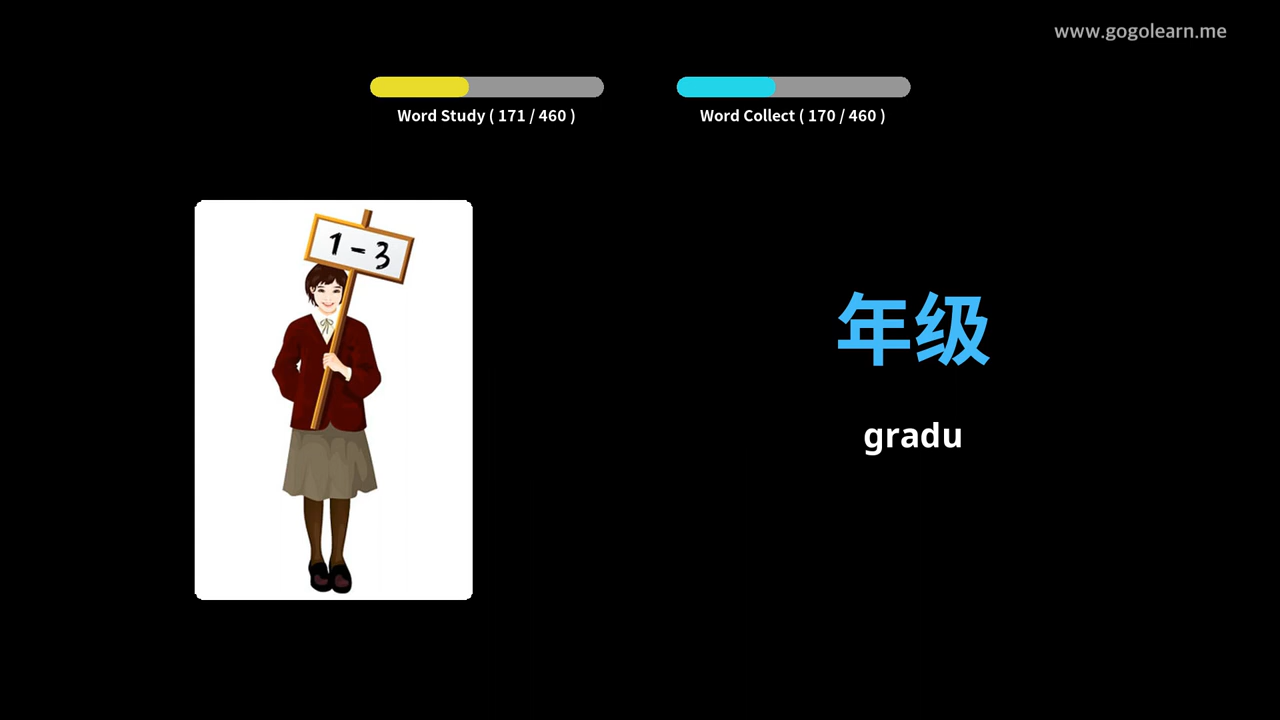 www.gogolearn.me
Word Study ( 171 / 460 )
Word Collect ( 170 / 460 )
1 - 3
年级
gradu